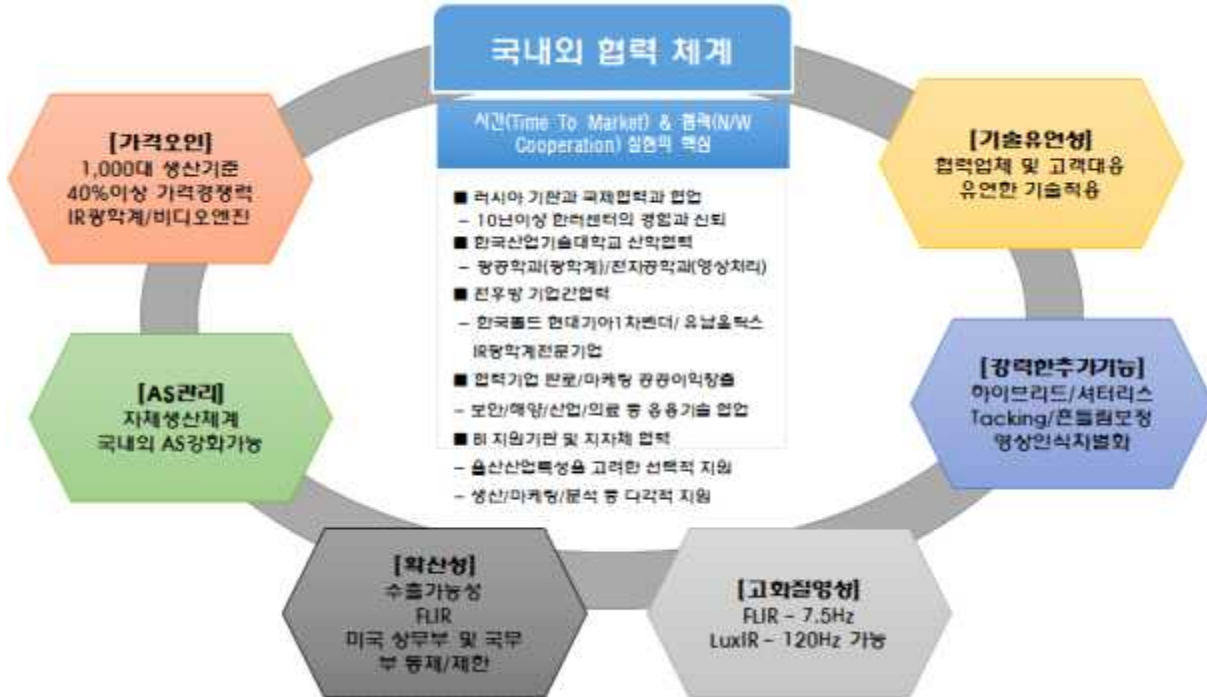 국내외 협력 체계
시간(Time To Market) & 협력(N/W
Cooperation) 실현의 핵심
■ 러시아 기관과 국제협력과 협업
– 10년이상 한러센터의 경험과 신뢰
■ 한국산업기술대학교 산학협력
– 광공학과(광학계)/전자공학과(영상처리)
■ 전후방 기업간협력
– 한국몰드 현대기아1차벤더/ 유남옵틱스
IR광학계전문기업
■ 협력기업 판로/마케팅 공공이익창출
– 보안/해양/산업/의료 등 응용기술 협업
■ BI 지원기관 및 지자체 협력
– 울산산업특성을 고려한 선택적 지원
– 생산/마케팅/분석 등 다각적 지원
[가격요인]
1,000대 생산기준
40%이상 가격경쟁력
IR광학계/비디오엔진
[기술유연성]
협력업체 및 고객대응
유연한 기술적용
[AS관리]
자체생산체계
국내외 AS강화가능
[강력한추가기능]
하이브리드/셔터리스
Tacking/흔들림보정
영상인식차별화
[확산성]
수출가능성
FLIR
미국 상무부 및 국무
부 통제/제한
[고화질영상]
FLIR – 7.5Hz
LuxIR – 120Hz 가능